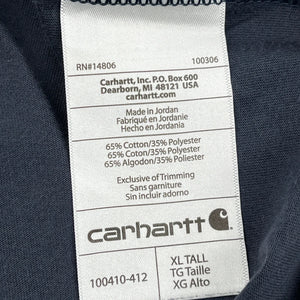 RN#14806 100306
Carhartt, Inc. P.O. Box 600
Dearborn, MI 48121
USA
carhartt.com
Made in Jordan
Fabriqué en Jordanie
Hecho en Jordania
65% Cotton/35% Polyester
65% Coton/35% Polyester
65% Algodon/35% Poliester
Exclusive of Trimming
Sans garniture
Sin incluir adorno
carhartt
100410-412
XL TALL
TG Taille
XG Alto